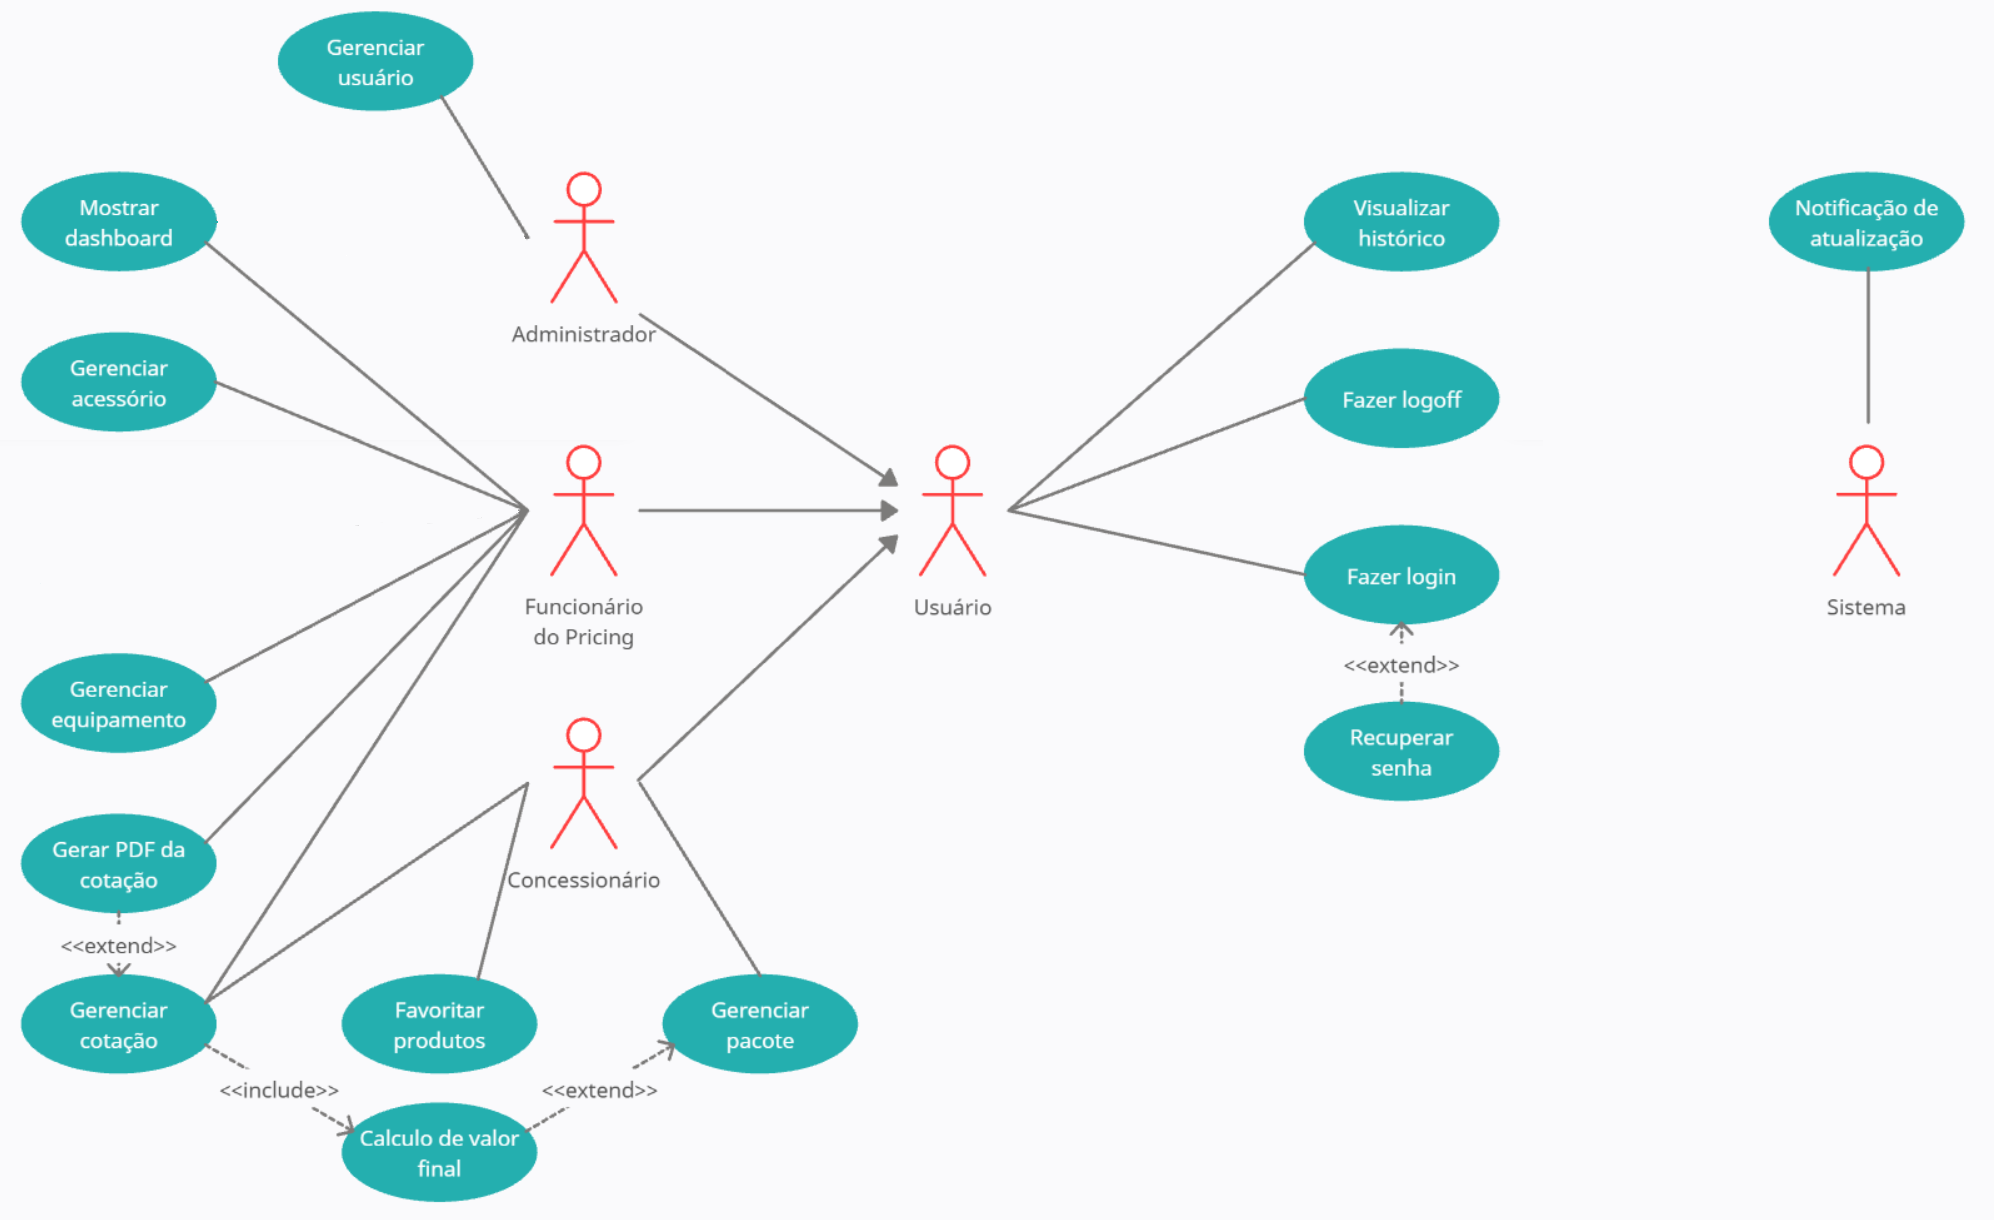 Gerenciar
usuário
Mostrar
dashboard
Visualizar
histórico
Notificação de
atualização
Administrador
Gerenciar
acessório
Fazer logoff
Fazer login
Funcionário
do Pricing
Usuário
Sistema
<<extend>>
Gerenciar
equipamento
Recuperar
senha
Gerar PDF da
cotação
Concessionário
<<extend>>
Gerenciar
cotação
Favoritar
produtos
Gerenciar
pacote
<<include>>
<<extend>>
Calculo de valor
final